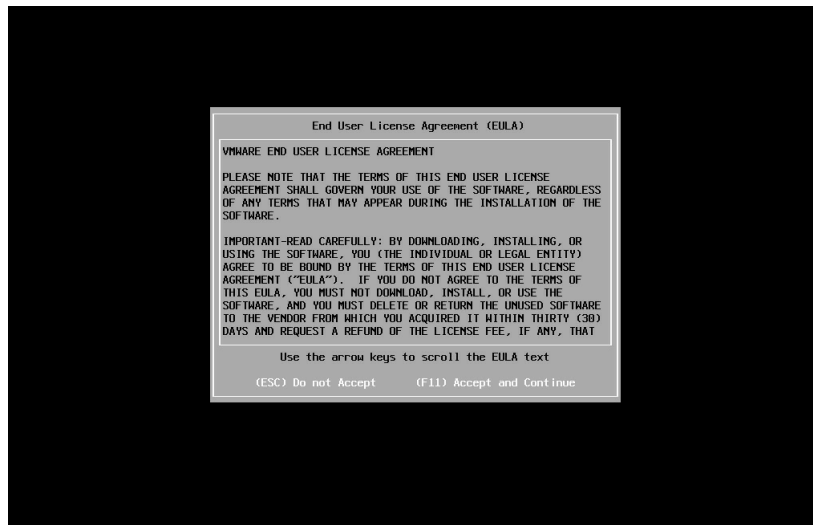 End User License Agreement (EULA)
VMWARE END USER LICENSE AGREEMENT
PLEASE NOTE THAT THE TERMS OF THIS END USER LICENSE
AGREEMENT SHALL GOVERN YOUR USE OF THE SOFTWARE, REGARDLESS
OF ANY TERMS THAT MAY APPEAR DURING THE INSTALLATION OF THE
SOFTWARE.
IMPORTANT-READ CAREFULLY: BY DOWNLOADING, INSTALLING, OR
USING THE SOFTWARE, YOU (THE INDIVIDUAL OR LEGAL ENTITY)
AGREE TO BE BOUND BY THE TERMS OF THIS END USER LICENSE
AGREEMENT ("EULA"). IF YOU DO NOT AGREE TO THE TERMS OF
THIS EULA, YOU MUST NOT DOWNLOAD, INSTALL, OR USE THE
SOFTWARE, AND YOU MUST DELETE OR RETURN THE UNUSED SOFTWARE
TO THE VENDOR FROM WHICH YOU ACQUIRED IT WITHIN THIRTY (30)
DAYS AND REQUEST A REFUND OF THE LICENSE FEE, IF ANY, THAT
Use the arrow keys to scroll the EULA text
(ESC) Do not Accept (F11) Accept and Continue